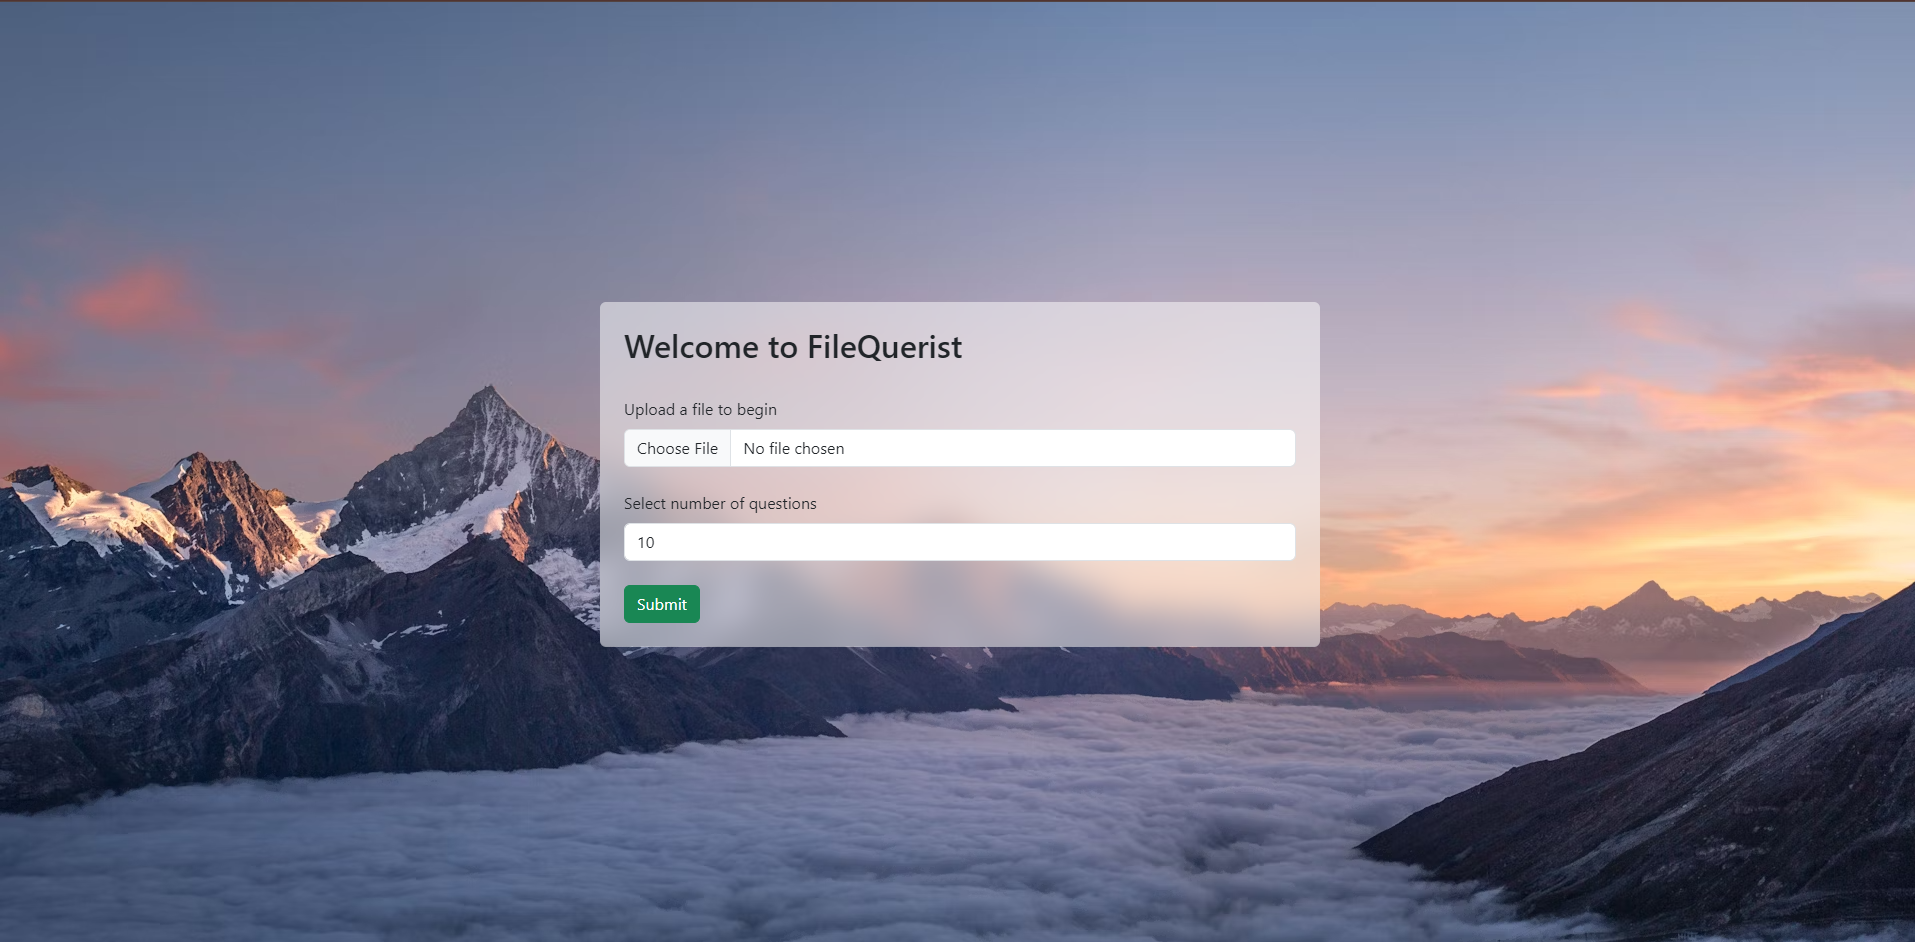 Welcome to FileQuerist
Upload a file to begin
Choose File No file chosen
Select number of questions
10
Submit